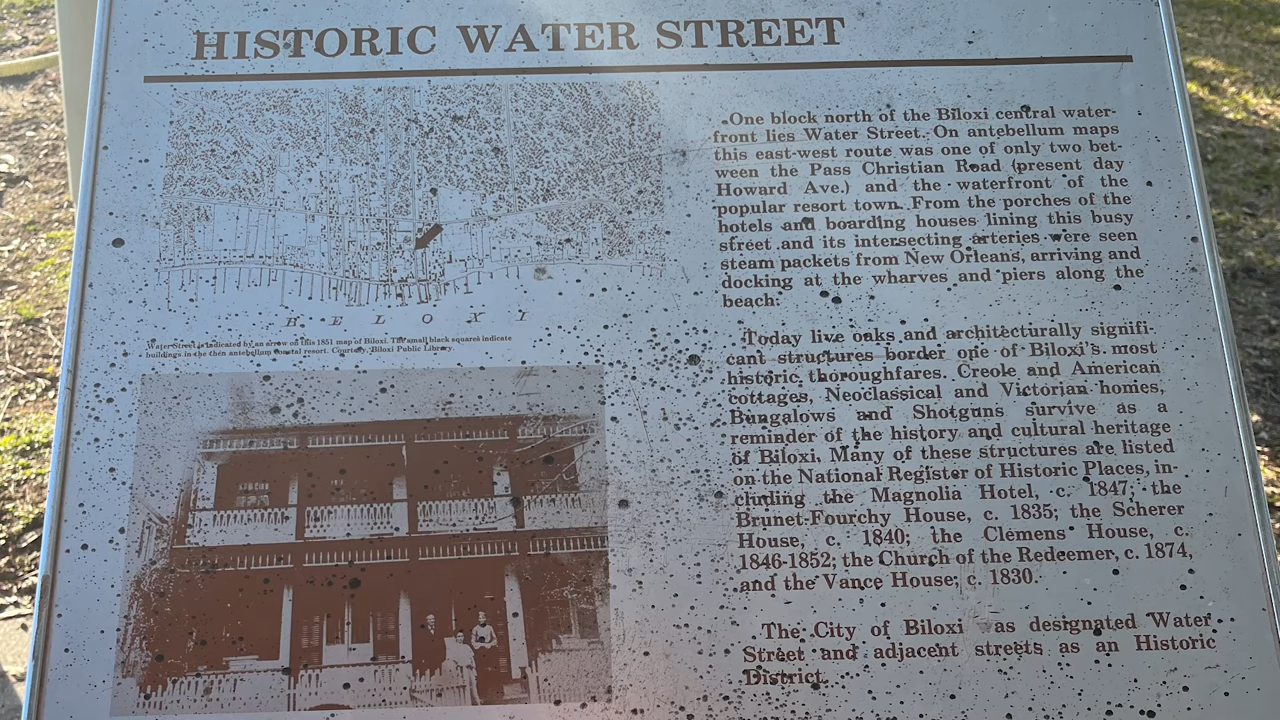 HISTORIC WATER STREET
One block north of the Biloxi central water-
front lies Water Street. On antebellum maps
this east-west route was one of only two bet-
ween the Pass Christian Road (present day
Howard Ave.) and the waterfront of the
popular resort town. From the porches of the
hotels and boarding houses lining this busy
street and its intersecting arteries were seen
steam packets from New Orleans, arriving and
docking at the wharves and piers along the
beach.
Today live oaks and architecturally signifi-
cant structures border one of Biloxi's most
historic thoroughfares. Creole and American
cottages, Neoclassical and Victorian homes,
Bungalows and Shotguns survive as a
reminder of the history and cultural heritage
of Biloxi. Many of these structures are listed
on the National Register of Historic Places, in-
cluding the Magnolia Hotel, c. 1847; the
Brunet-Fourchy House, c. 1835; the Scherer
House, c. 1840; the Clemens House, c.
1846-1852; the Church of the Redeemer, c. 1874,
and the Vance House; c. 1830.
The City of Biloxi as designated Water
Street and adjacent streets as an Historic
District.
BELOXI
Water Street is indicated by an arrow on this 1851 map of Biloxi. The small black squares indicate
buildings in the then antebellum coastal resort. Courtesy, Biloxi Public Library.